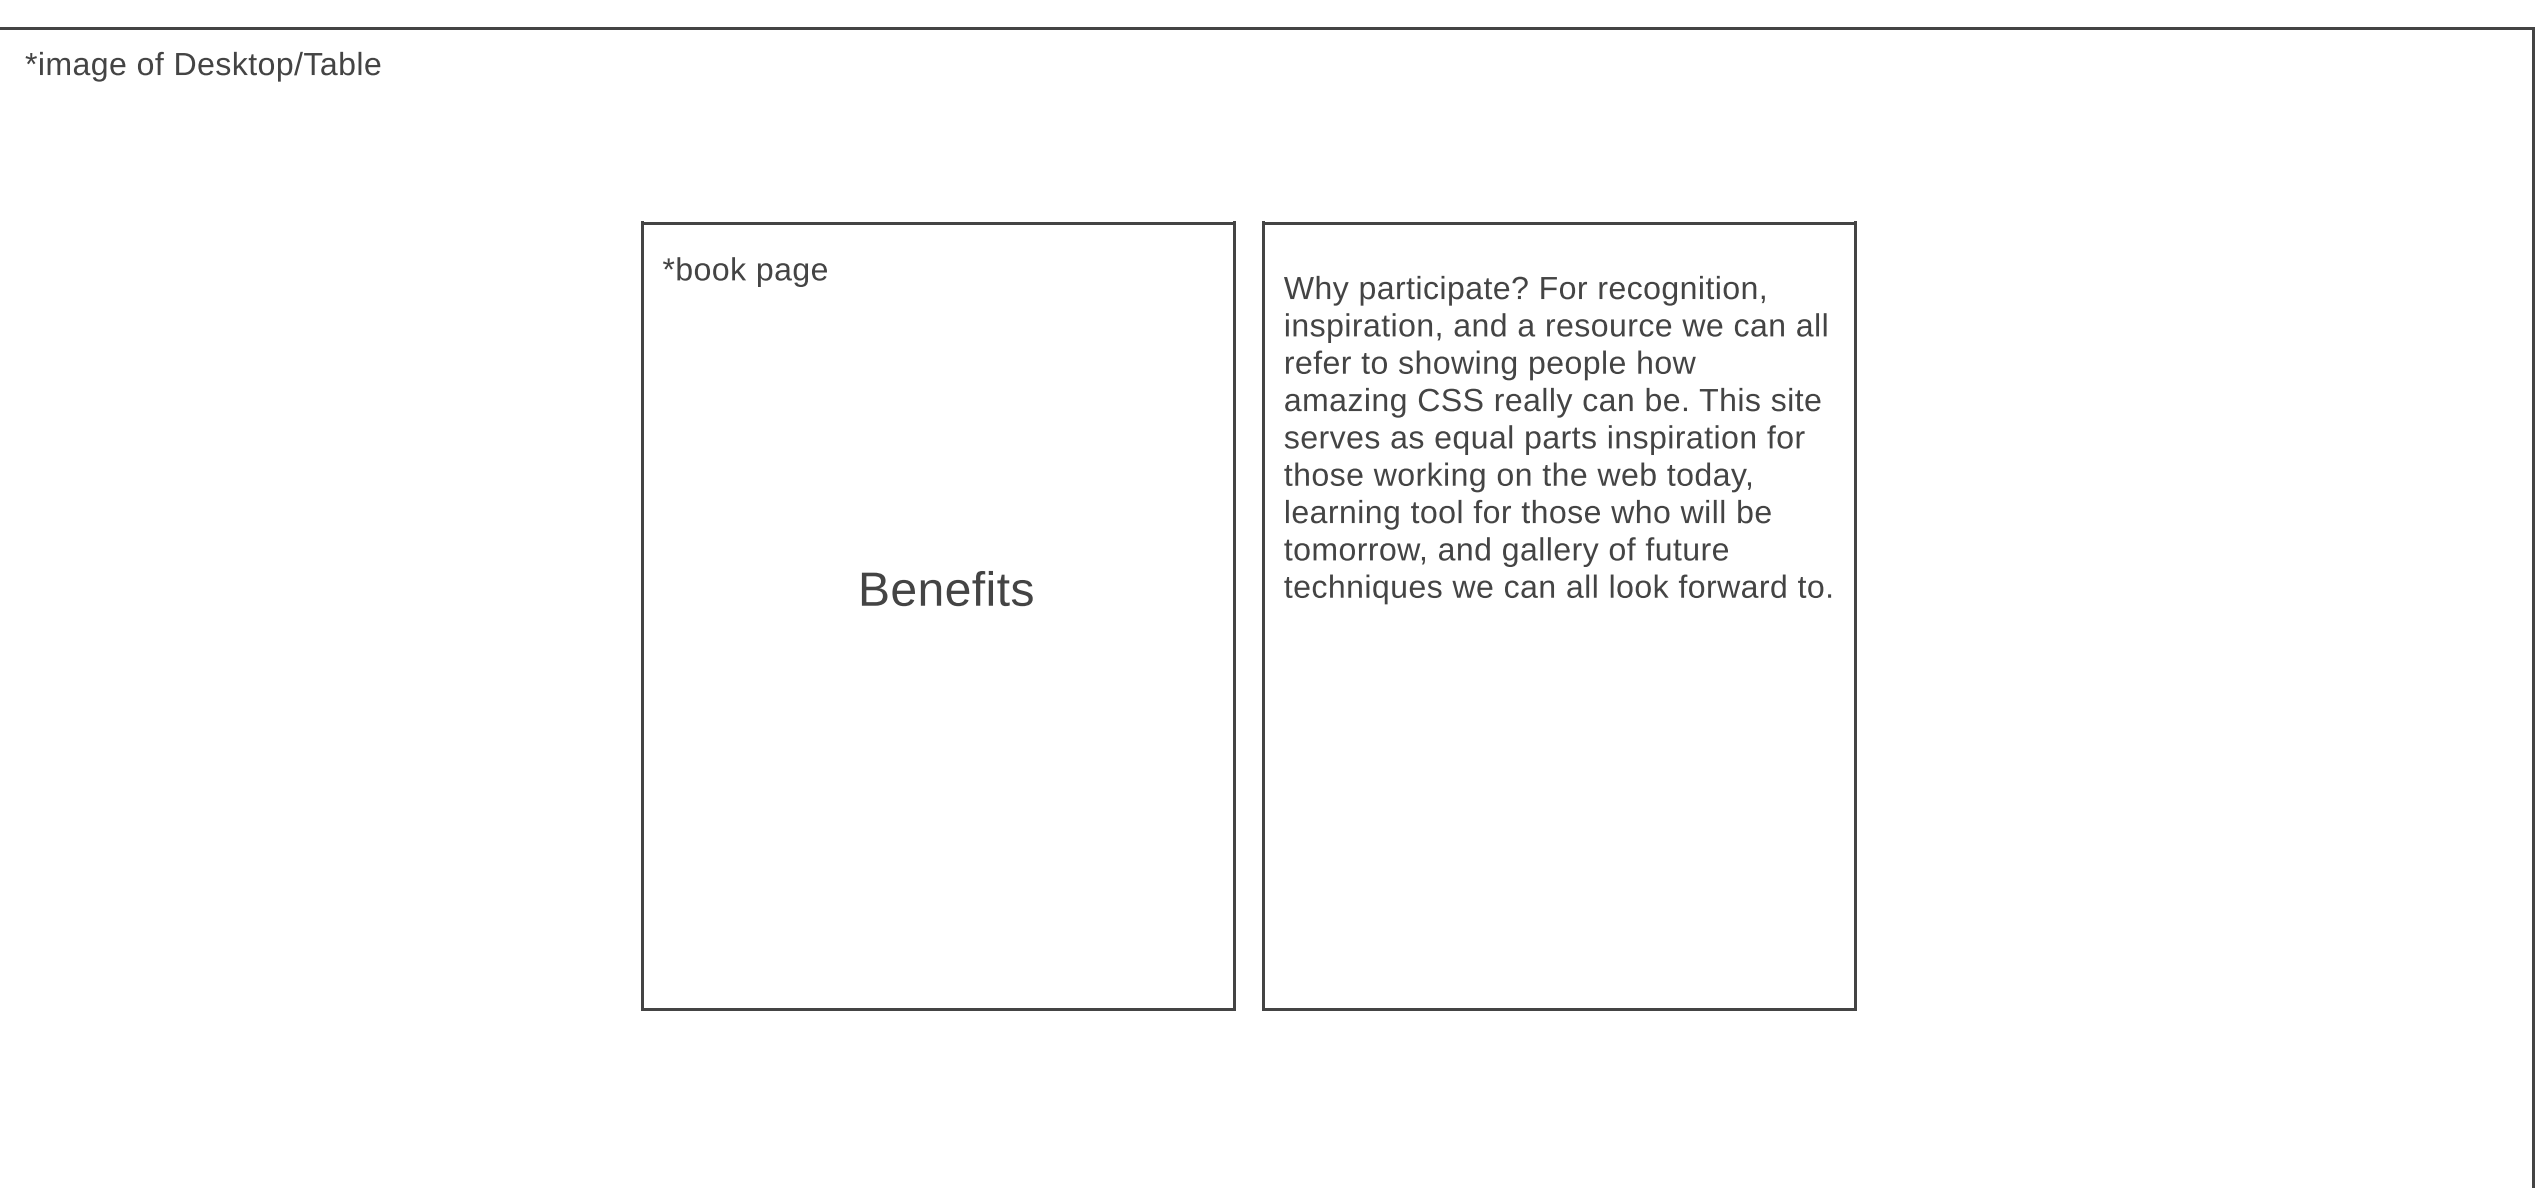 *image of Desktop/Table
*book page
Benefits
Why participate? For recognition,
inspiration, and a resource we can all
refer to showing people how
amazing CSS really can be. This site
serves as equal parts inspiration for
those working on the web today,
learning tool for those who will be
tomorrow, and gallery of future
techniques we can all look forward to.